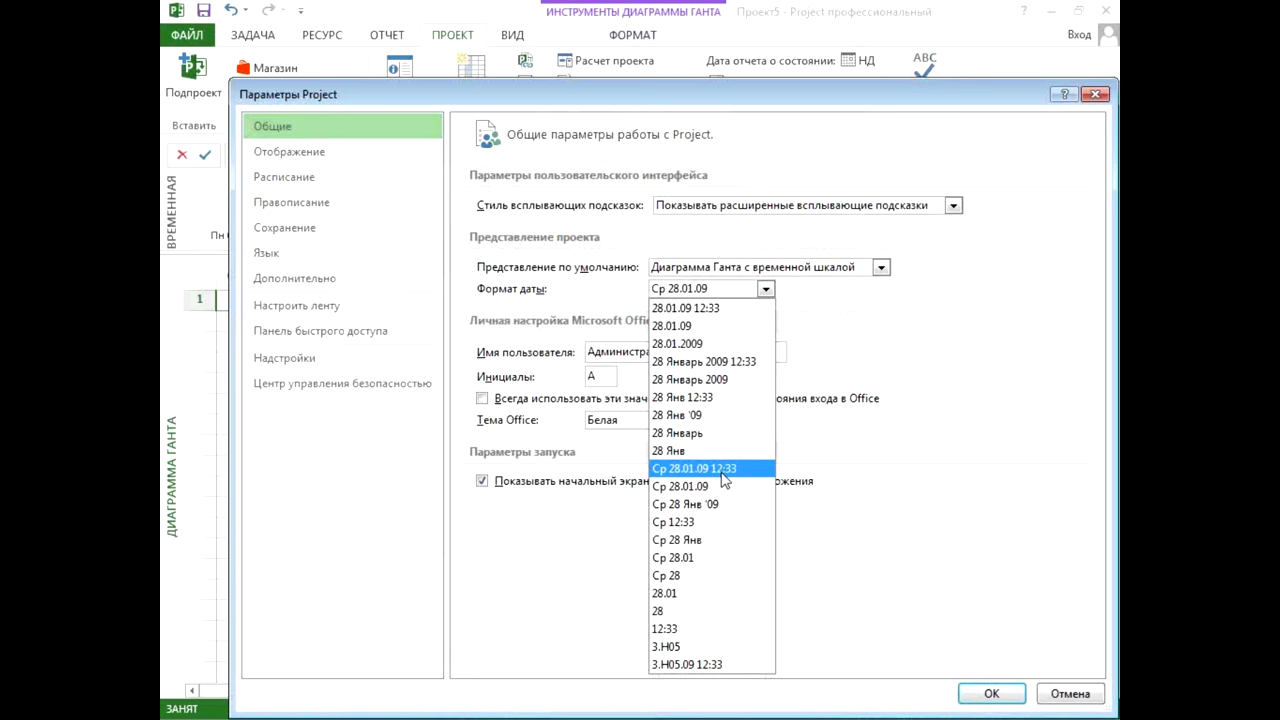 ИНСТРУМЕНТЫ ДИАГРАММЫ ГАНТА
Проект5 - Project профессиональный
ФАЙЛ ЗАДАЧА РЕСУРС ОТЧЕТ ПРОЕКТ ВИД ФОРМАТ Вход
Магазин
Расчет проекта
Дата отчета о состоянии: НД
ABC
Подпроект
Вставить
Параметры Project
Общие
Отображение
Расписание
Правописание
Сохранение
Язык
Дополнительно
Настроить ленту
Панель быстрого доступа
Надстройки
Центр управления безопасностью
Общие параметры работы с Project.
Параметры пользовательского интерфейса
Стиль всплывающих подсказок: Показывать расширенные всплывающие подсказки
Представление проекта
Представление по умолчанию: Диаграмма Ганта с временной шкалой
Формат даты: Ср 28.01.09
28.01.09 12:33
28.01.09
28.01.2009
28 Январь 2009 12:33
28 Январь 2009
28 Янв 12:33
28 Янв '09
28 Январь
28 Янв
Ср 28.01.09 12:33
Ср 28.01.09
Ср 28 Янв '09
Ср 12:33
Ср 28 Янв
Ср 28.01
Ср 28
28.01
28
12:33
3.Н05
3.Н05.09 12:33
Личная настройка Microsoft Offi
Имя пользователя: Администра
Инициалы: А
Всегда использовать эти знач
ояния входа в Office
Тема Office: Белая
Параметры запуска
Показывать начальный экран
ожения
OK
Отмена
ВРЕМЕННАЯ
Пн
1
ДИАГРАММА ГАНТА
ЗАНЯТ